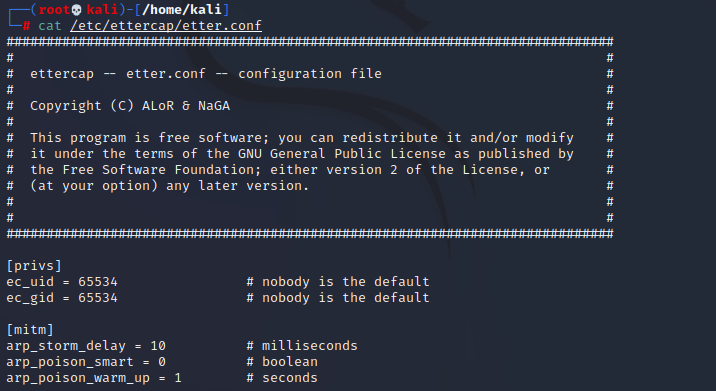 ┌──(root💀kali)-[/home/kali]
└─# cat /etc/ettercap/etter.conf
############################################################################
#                                                                          #
#  ettercap -- etter.conf -- configuration file                            #
#                                                                          #
#  Copyright (C) ALoR & NaGA                                               #
#                                                                          #
#  This program is free software; you can redistribute it and/or modify    #
#  it under the terms of the GNU General Public License as published by    #
#  the Free Software Foundation; either version 2 of the License, or       #
#  (at your option) any later version.                                     #
#                                                                          #
#                                                                          #
############################################################################
[privs]
ec_uid = 65534                # nobody is the default
ec_gid = 65534                # nobody is the default
[mitm]
arp_storm_delay = 10          # milliseconds
arp_poison_smart = 0          # boolean
arp_poison_warm_up = 1        # seconds